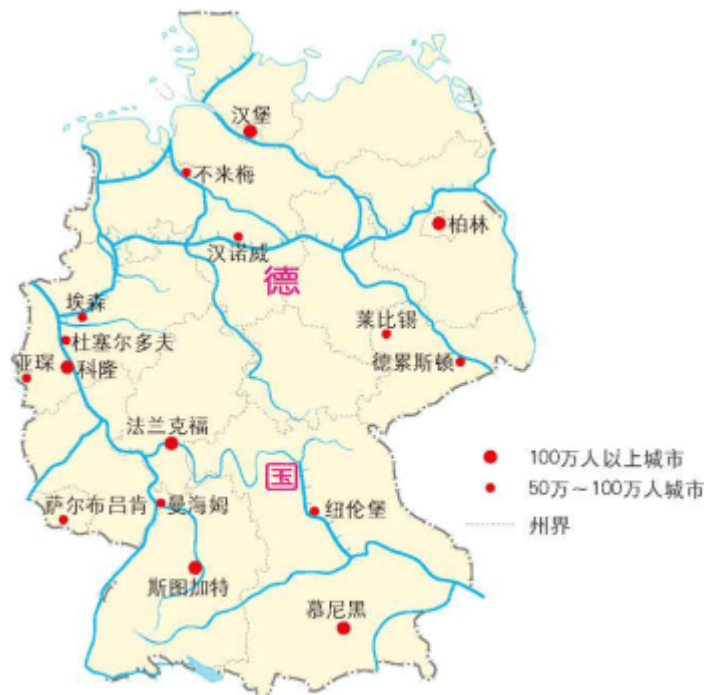 汉堡
不来梅
柏林
汉诺威
德
埃森
莱比锡
杜塞尔多夫
德累斯顿
亚琛
科隆
法兰克福
100万人以上城市
国
50万～100万人城市
萨尔布吕肯
曼海姆
纽伦堡
州界
斯图加特
慕尼黑